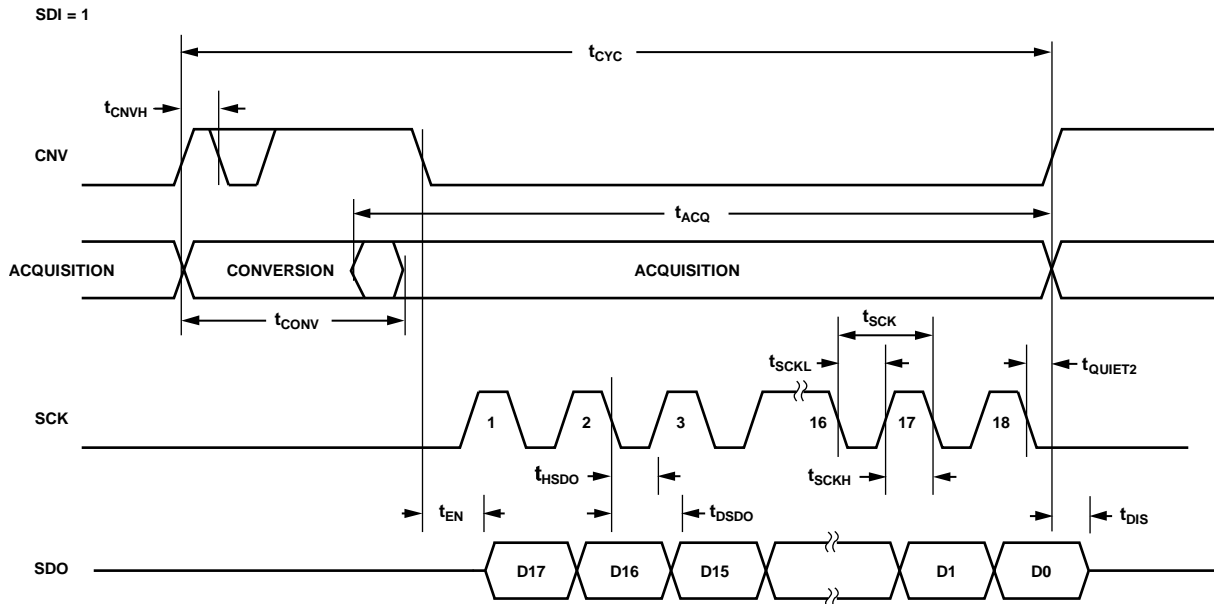 SDI = 1
tCYC
tCNVH
CNV
tACQ
ACQUISITION CONVERSION ACQUISITION
tCONV
tSCK
tSCKL
tQUIET2
SCK 1 2 3 16 17 18
tHSDO
tSCKH
tEN
tDSDO
tDIS
SDO D17 D16 D15 D1 D0